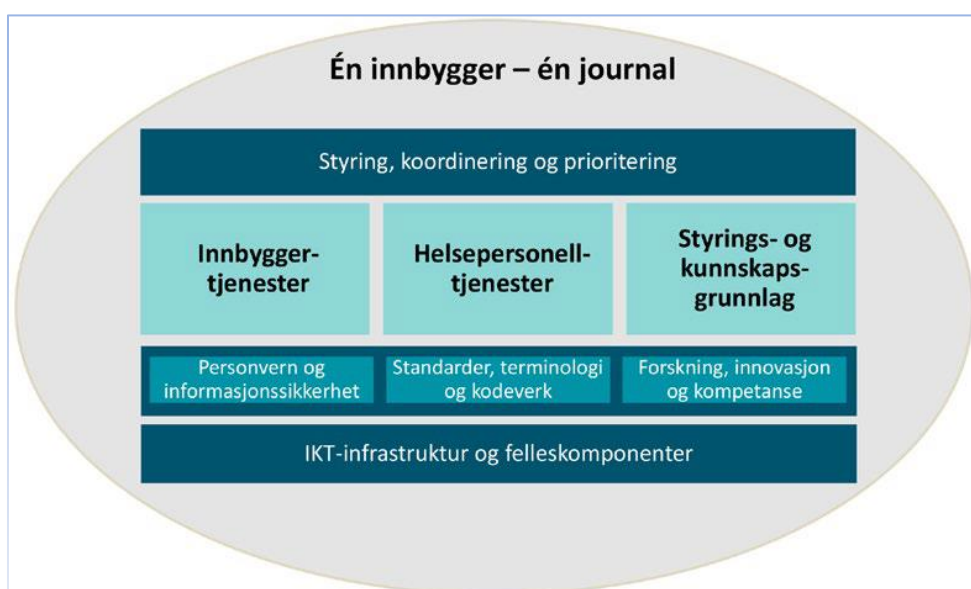 Én innbygger – én journal
Styring, koordinering og prioritering
Innbygger-
tjenester
Helsepersonell-
tjenester
Styrings- og
kunnskaps-
grunnlag
Personvern og
informasjonssikkerhet
Standarder, terminologi
og kodeverk
Forskning, innovasjon
og kompetanse
IKT-infrastruktur og felleskomponenter